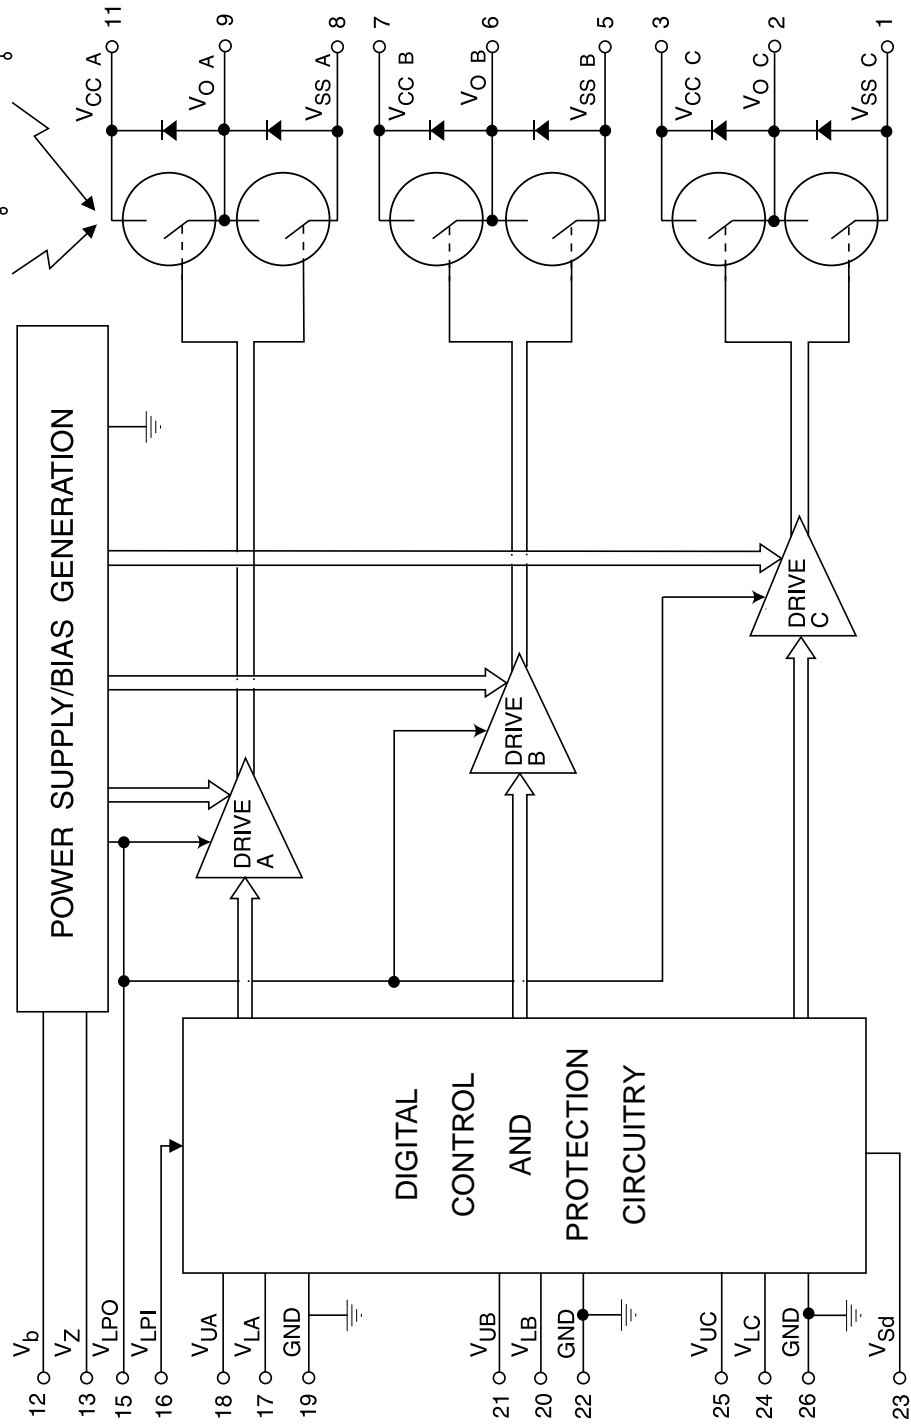 POWER SUPPLY/BIAS GENERATION
DIGITAL
CONTROL
AND
PROTECTION
CIRCUITRY
DRIVE
A
DRIVE
B
DRIVE
C
12 Vb
13 VZ
15 VLPO
16 VLPI
18 VUA
17 VLA
19 GND
21 VUB
20 VLB
22 GND
25 VUC
24 VLC
26 GND
23 VSd
VCC A 11
VO A 9
VSS A 8
VCC B 7
VO B 6
VSS B 5
VCC C 3
VO C 2
VSS C 1